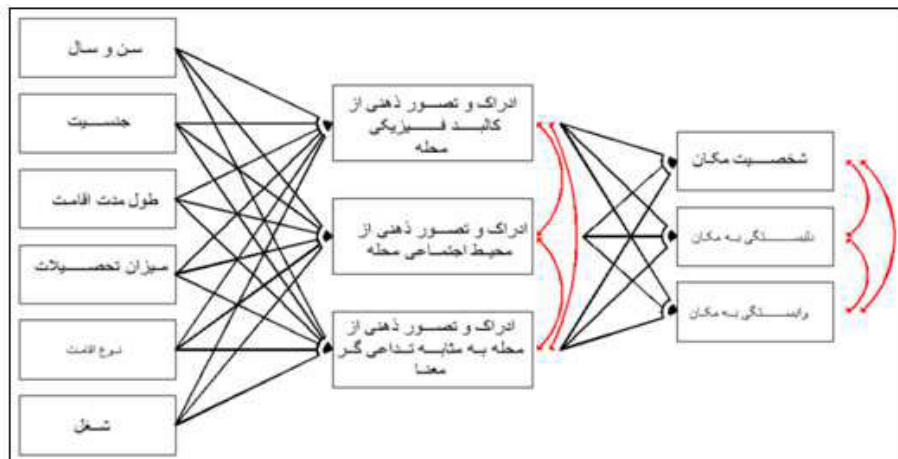 سن و سال
جنسیت
طول مدت اقامت
میزان تحصیلات
نوع اقامت
شغل
ادراک و تصور ذهنی از
کالبد فیزیکی
محله
ادراک و تصور ذهنی از
محیط اجتماعی محله
ادراک و تصور ذهنی از
محله به مثابه تداعی گر
معنا
شخصیت مکان
دلبستگی به مکان
وابستگی به مکان